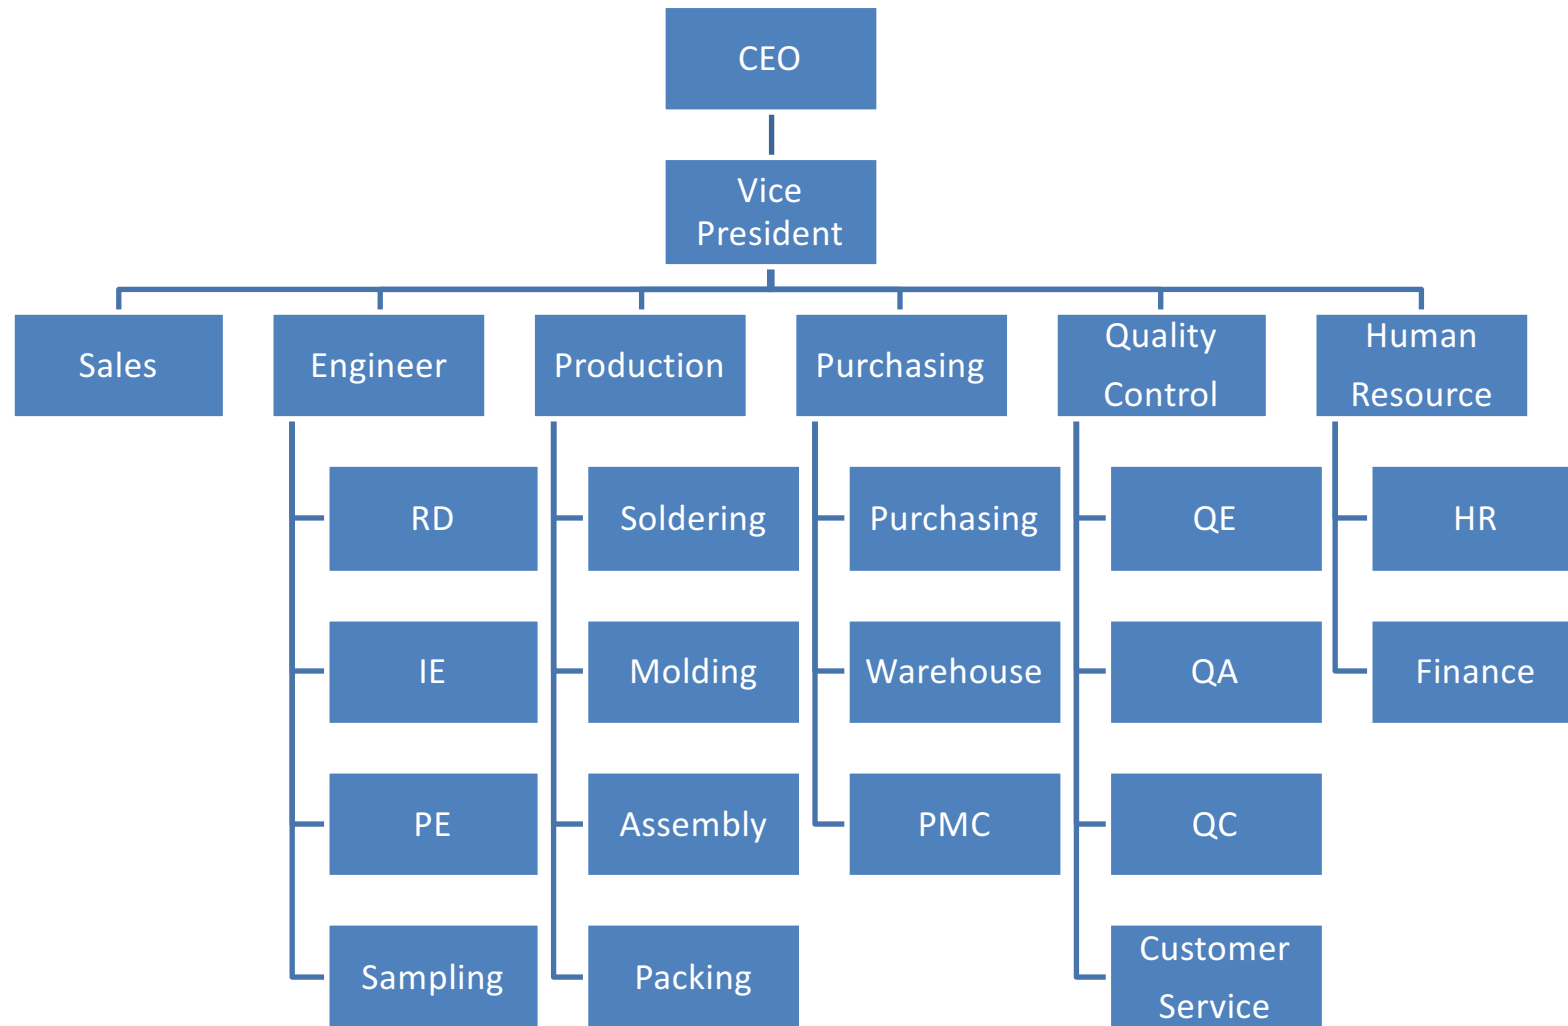 CEO
Vice
President
Sales
Engineer
Production
Purchasing
Quality
Control
Human
Resource
RD
Soldering
Purchasing
QE
HR
IE
Molding
Warehouse
QA
Finance
PE
Assembly
PMC
QC
Sampling
Packing
Customer
Service